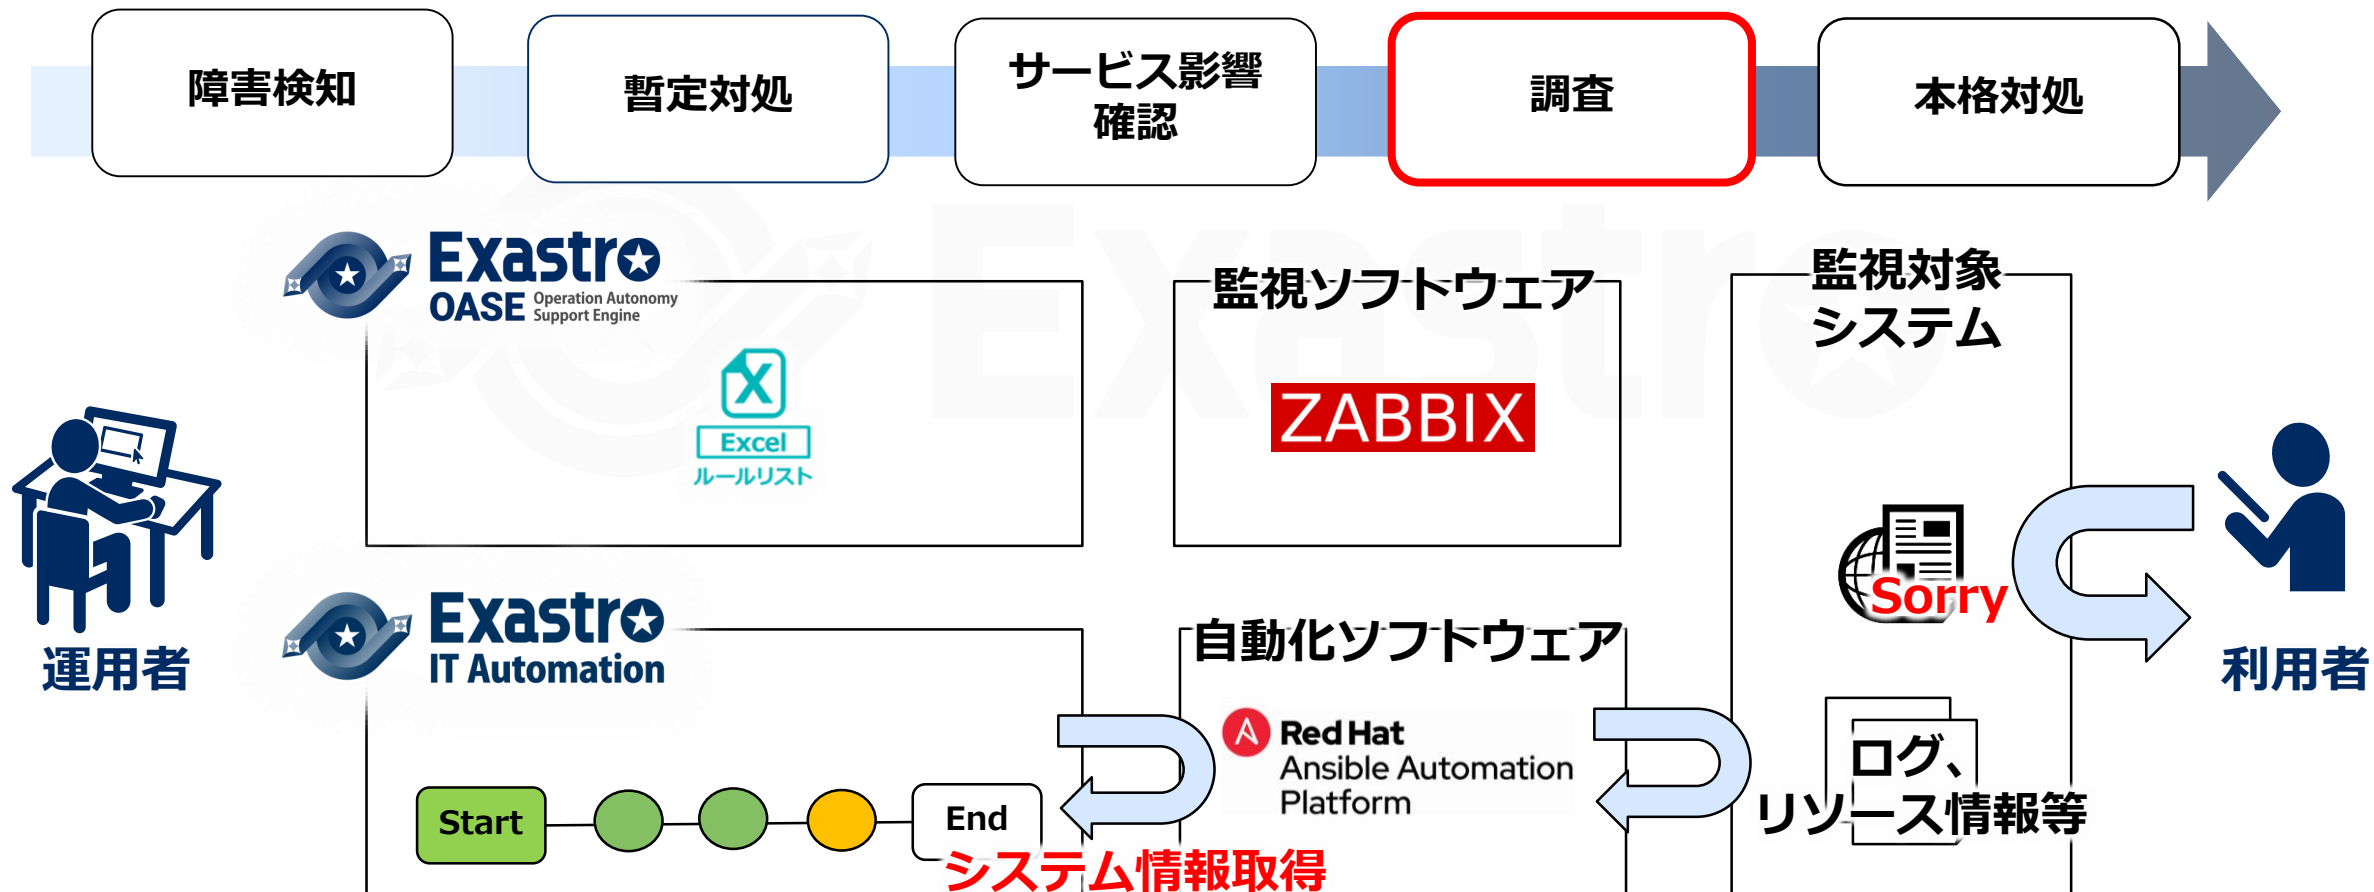 障害検知
暫定対処
サービス影響
確認
調査
本格対処
Exastro
OASE Operation Autonomy
Support Engine
監視ソフトウェア
監視対象
システム
X
Excel
ルールリスト
ZABBIX
Sorry
運用者
利用者
Exastro
IT Automation
自動化ソフトウェア
Red Hat
Ansible Automation
Platform
ログ、
リソース情報等
Start
End
システム情報取得
Exastro